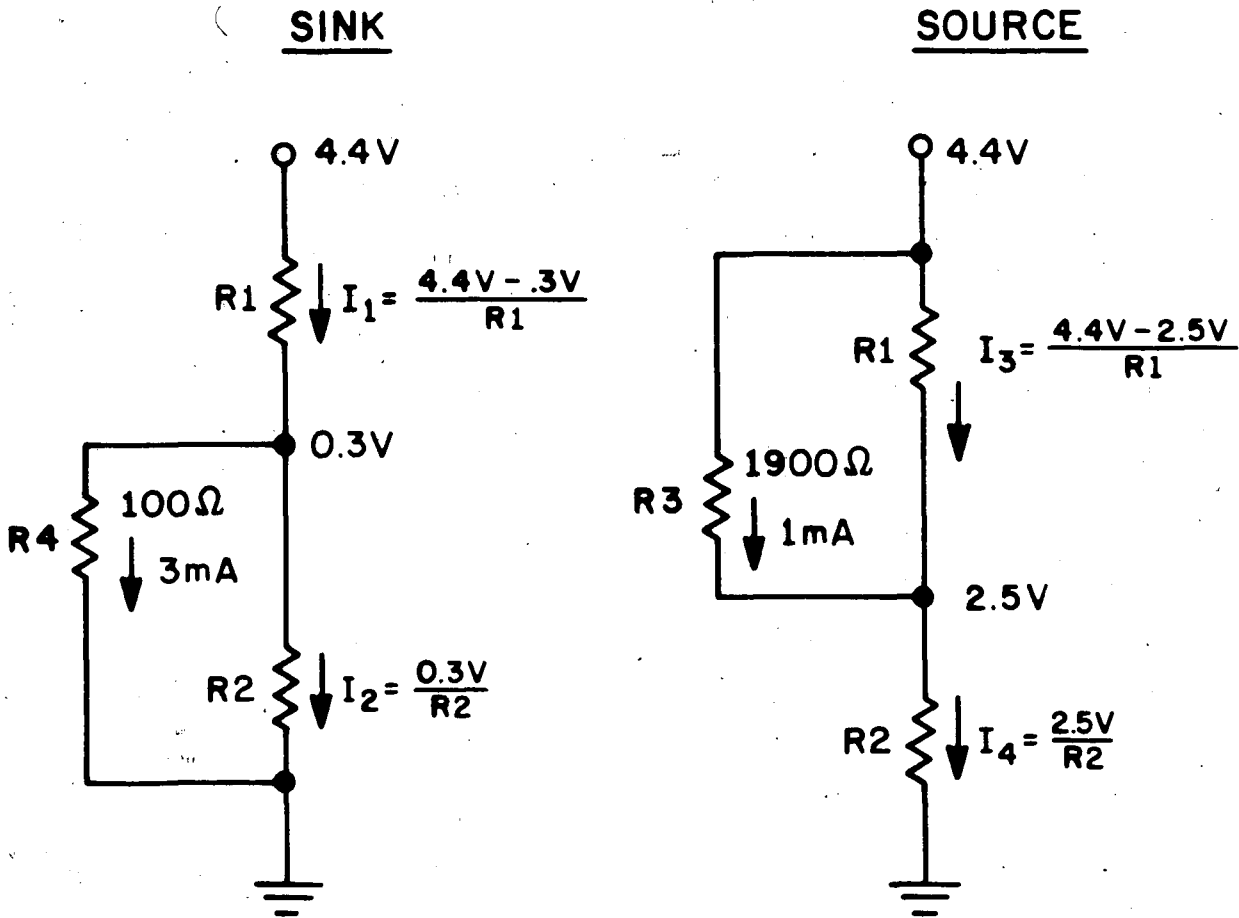 SINK
4.4V
R1
I1= 4.4V - .3V / R1
0.3V
R4
100Ω
3mA
R2
I2= 0.3V / R2
SOURCE
4.4V
R1
I3= 4.4V - 2.5V / R1
R3
1900Ω
1mA
2.5V
R2
I4= 2.5V / R2